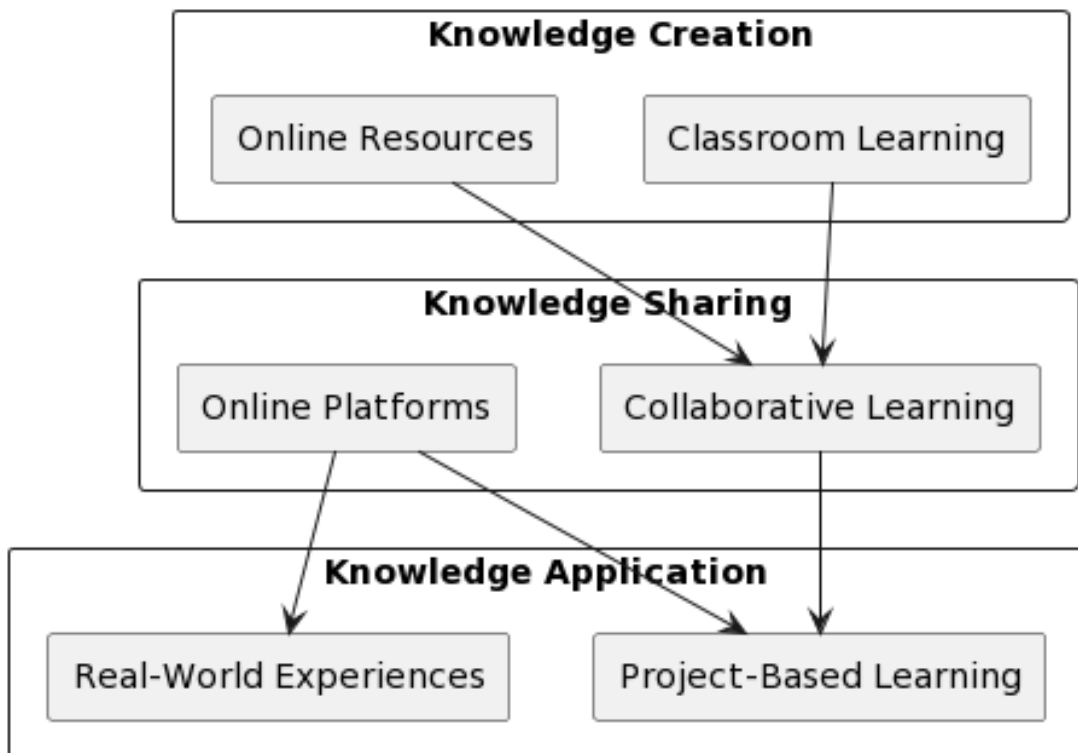 Knowledge Creation
Online Resources
Classroom Learning
Knowledge Sharing
Online Platforms
Collaborative Learning
Knowledge Application
Real-World Experiences
Project-Based Learning